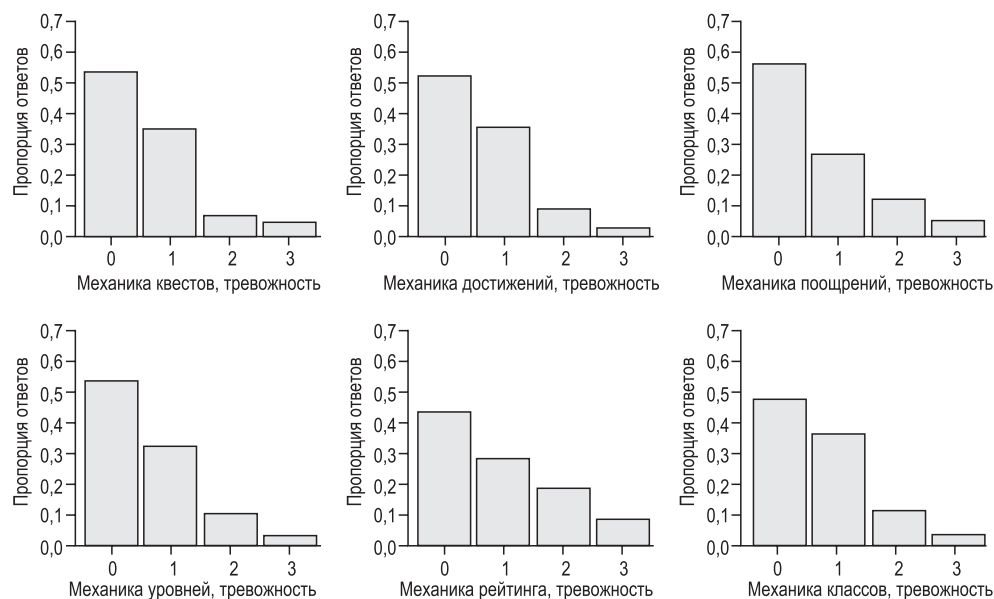 0,7
0,6
0,5
0,4
0,3
0,2
0,1
0,0
Пропорция ответов
0 1 2 3
Механика квестов, тревожность
0,7
0,6
0,5
0,4
0,3
0,2
0,1
0,0
Пропорция ответов
0 1 2 3
Механика достижений, тревожность
0,7
0,6
0,5
0,4
0,3
0,2
0,1
0,0
Пропорция ответов
0 1 2 3
Механика поощрений, тревожность
0,7
0,6
0,5
0,4
0,3
0,2
0,1
0,0
Пропорция ответов
0 1 2 3
Механика уровней, тревожность
0,7
0,6
0,5
0,4
0,3
0,2
0,1
0,0
Пропорция ответов
0 1 2 3
Механика рейтинга, тревожность
0,7
0,6
0,5
0,4
0,3
0,2
0,1
0,0
Пропорция ответов
0 1 2 3
Механика классов, тревожность